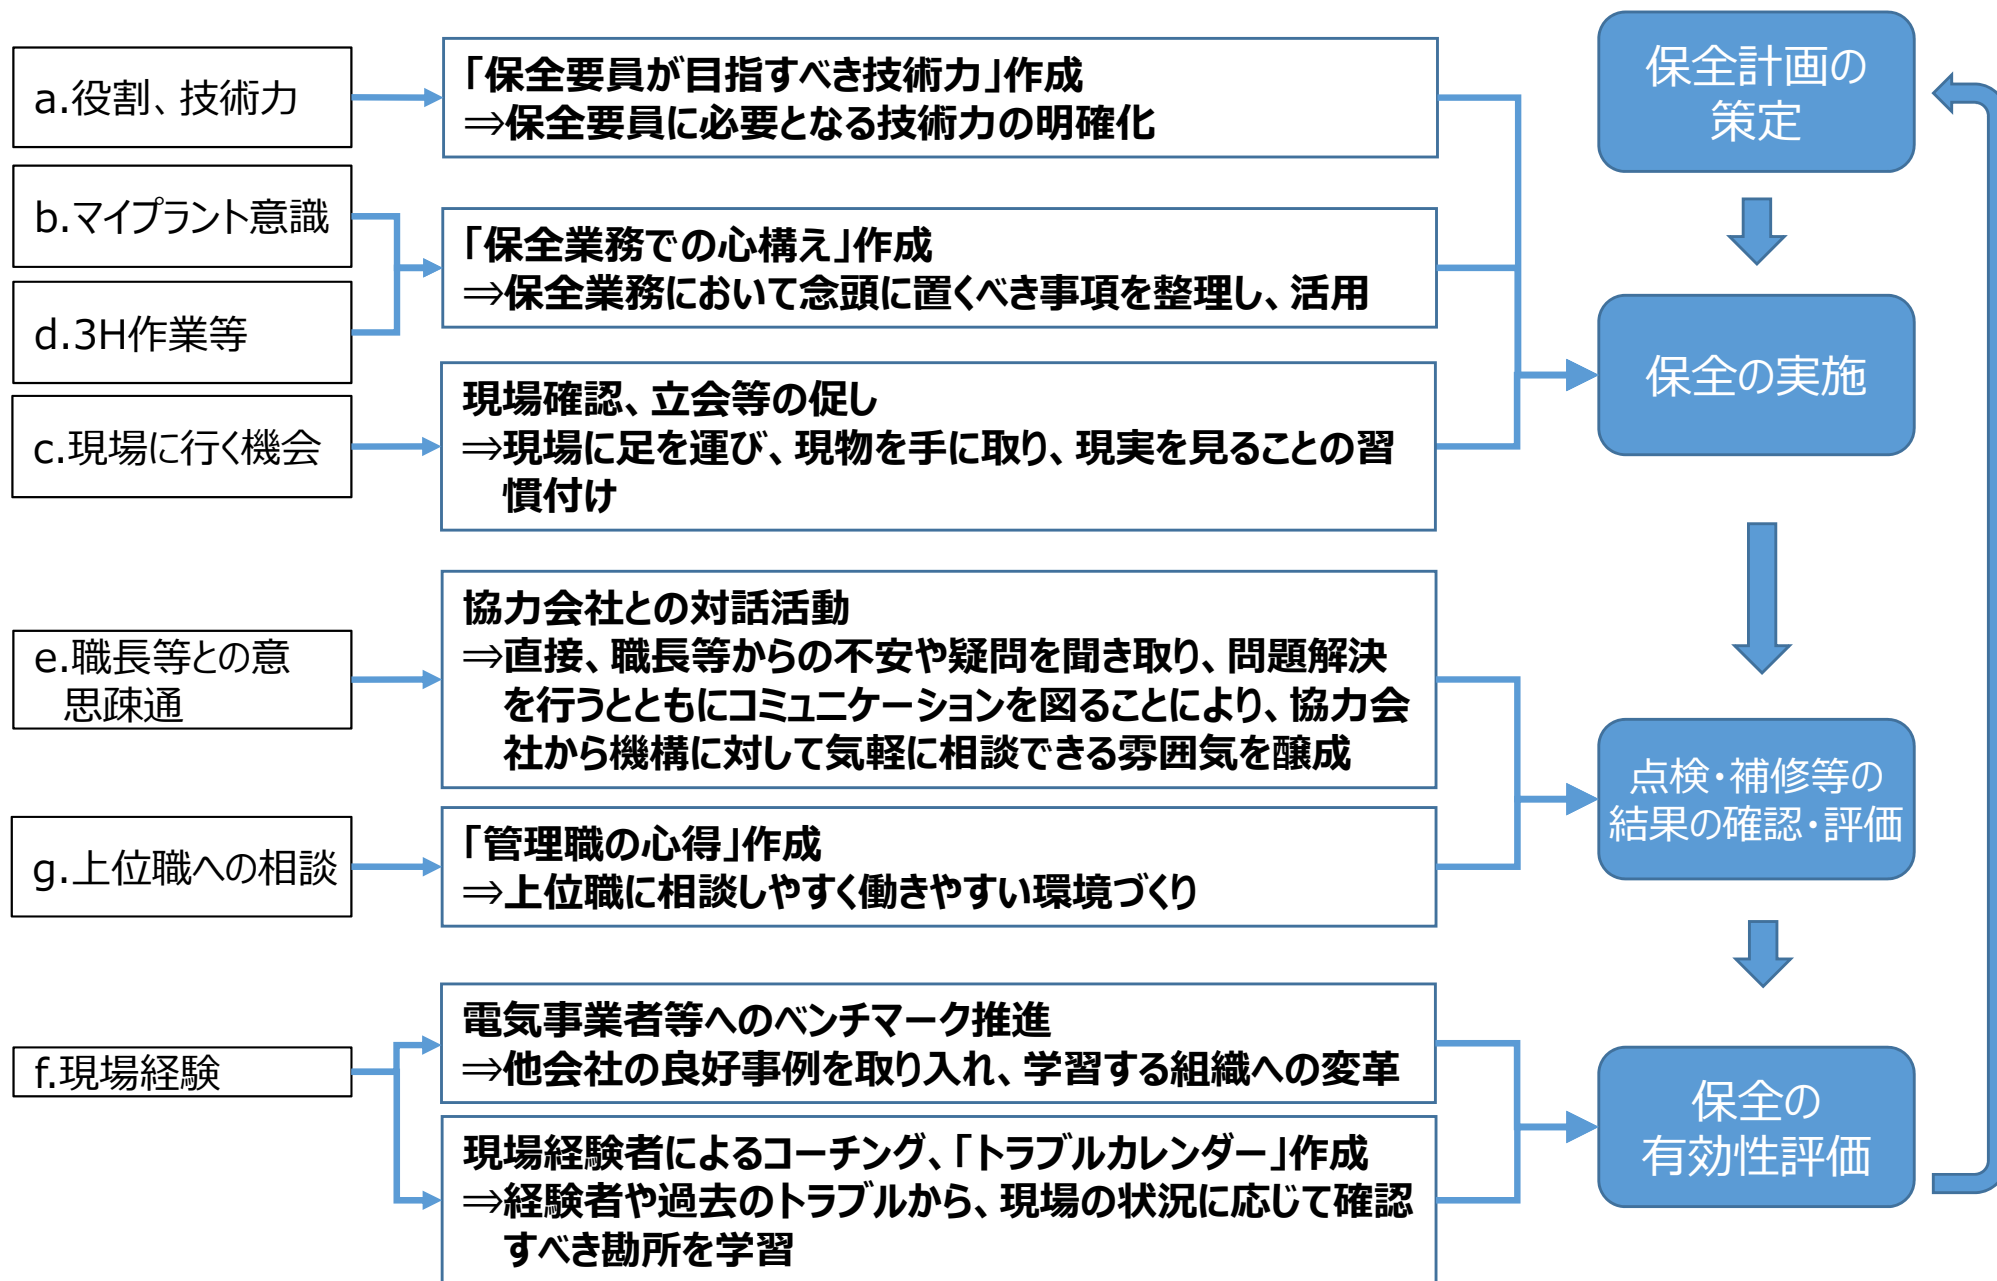 a.役割、技術力
「保全要員が目指すべき技術力」作成
⇒保全要員に必要となる技術力の明確化
b.マイプラント意識
d.3H作業等
「保全業務での心構え」作成
⇒保全業務において念頭に置くべき事項を整理し、活用
c.現場に行く機会
現場確認、立会等の促し
⇒現場に足を運び、現物を手に取り、現実を見ることの習
慣付け
e.職長等との意
思疎通
協力会社との対話活動
⇒直接、職長等からの不安や疑問を聞き取り、問題解決
を行うとともにコミュニケーションを図ることにより、協力会
社から機構に対して気軽に相談できる雰囲気を醸成
g.上位職への相談
「管理職の心得」作成
⇒上位職に相談しやすく働きやすい環境づくり
f.現場経験
電気事業者等へのベンチマーク推進
⇒他会社の良好事例を取り入れ、学習する組織への変革
現場経験者によるコーチング、「トラブルカレンダー」作成
⇒経験者や過去のトラブルから、現場の状況に応じて確認
すべき勘所を学習
保全計画の
策定
保全の実施
点検・補修等の
結果の確認・評価
保全の
有効性評価